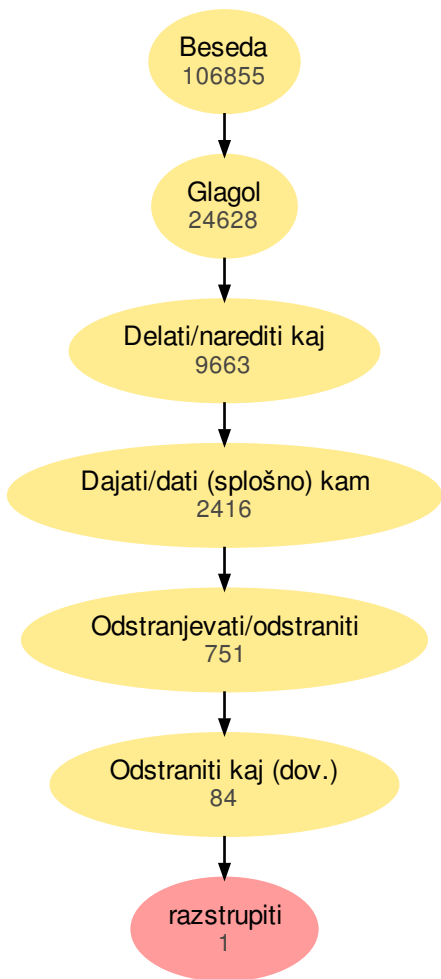 Beseda
106855
Glagol
24628
Delati/narediti kaj
9663
Dajati/dati (splošno) kam
2416
Odstranjevati/odstraniti
751
Odstraniti kaj (dov.)
84
razstrupiti
1